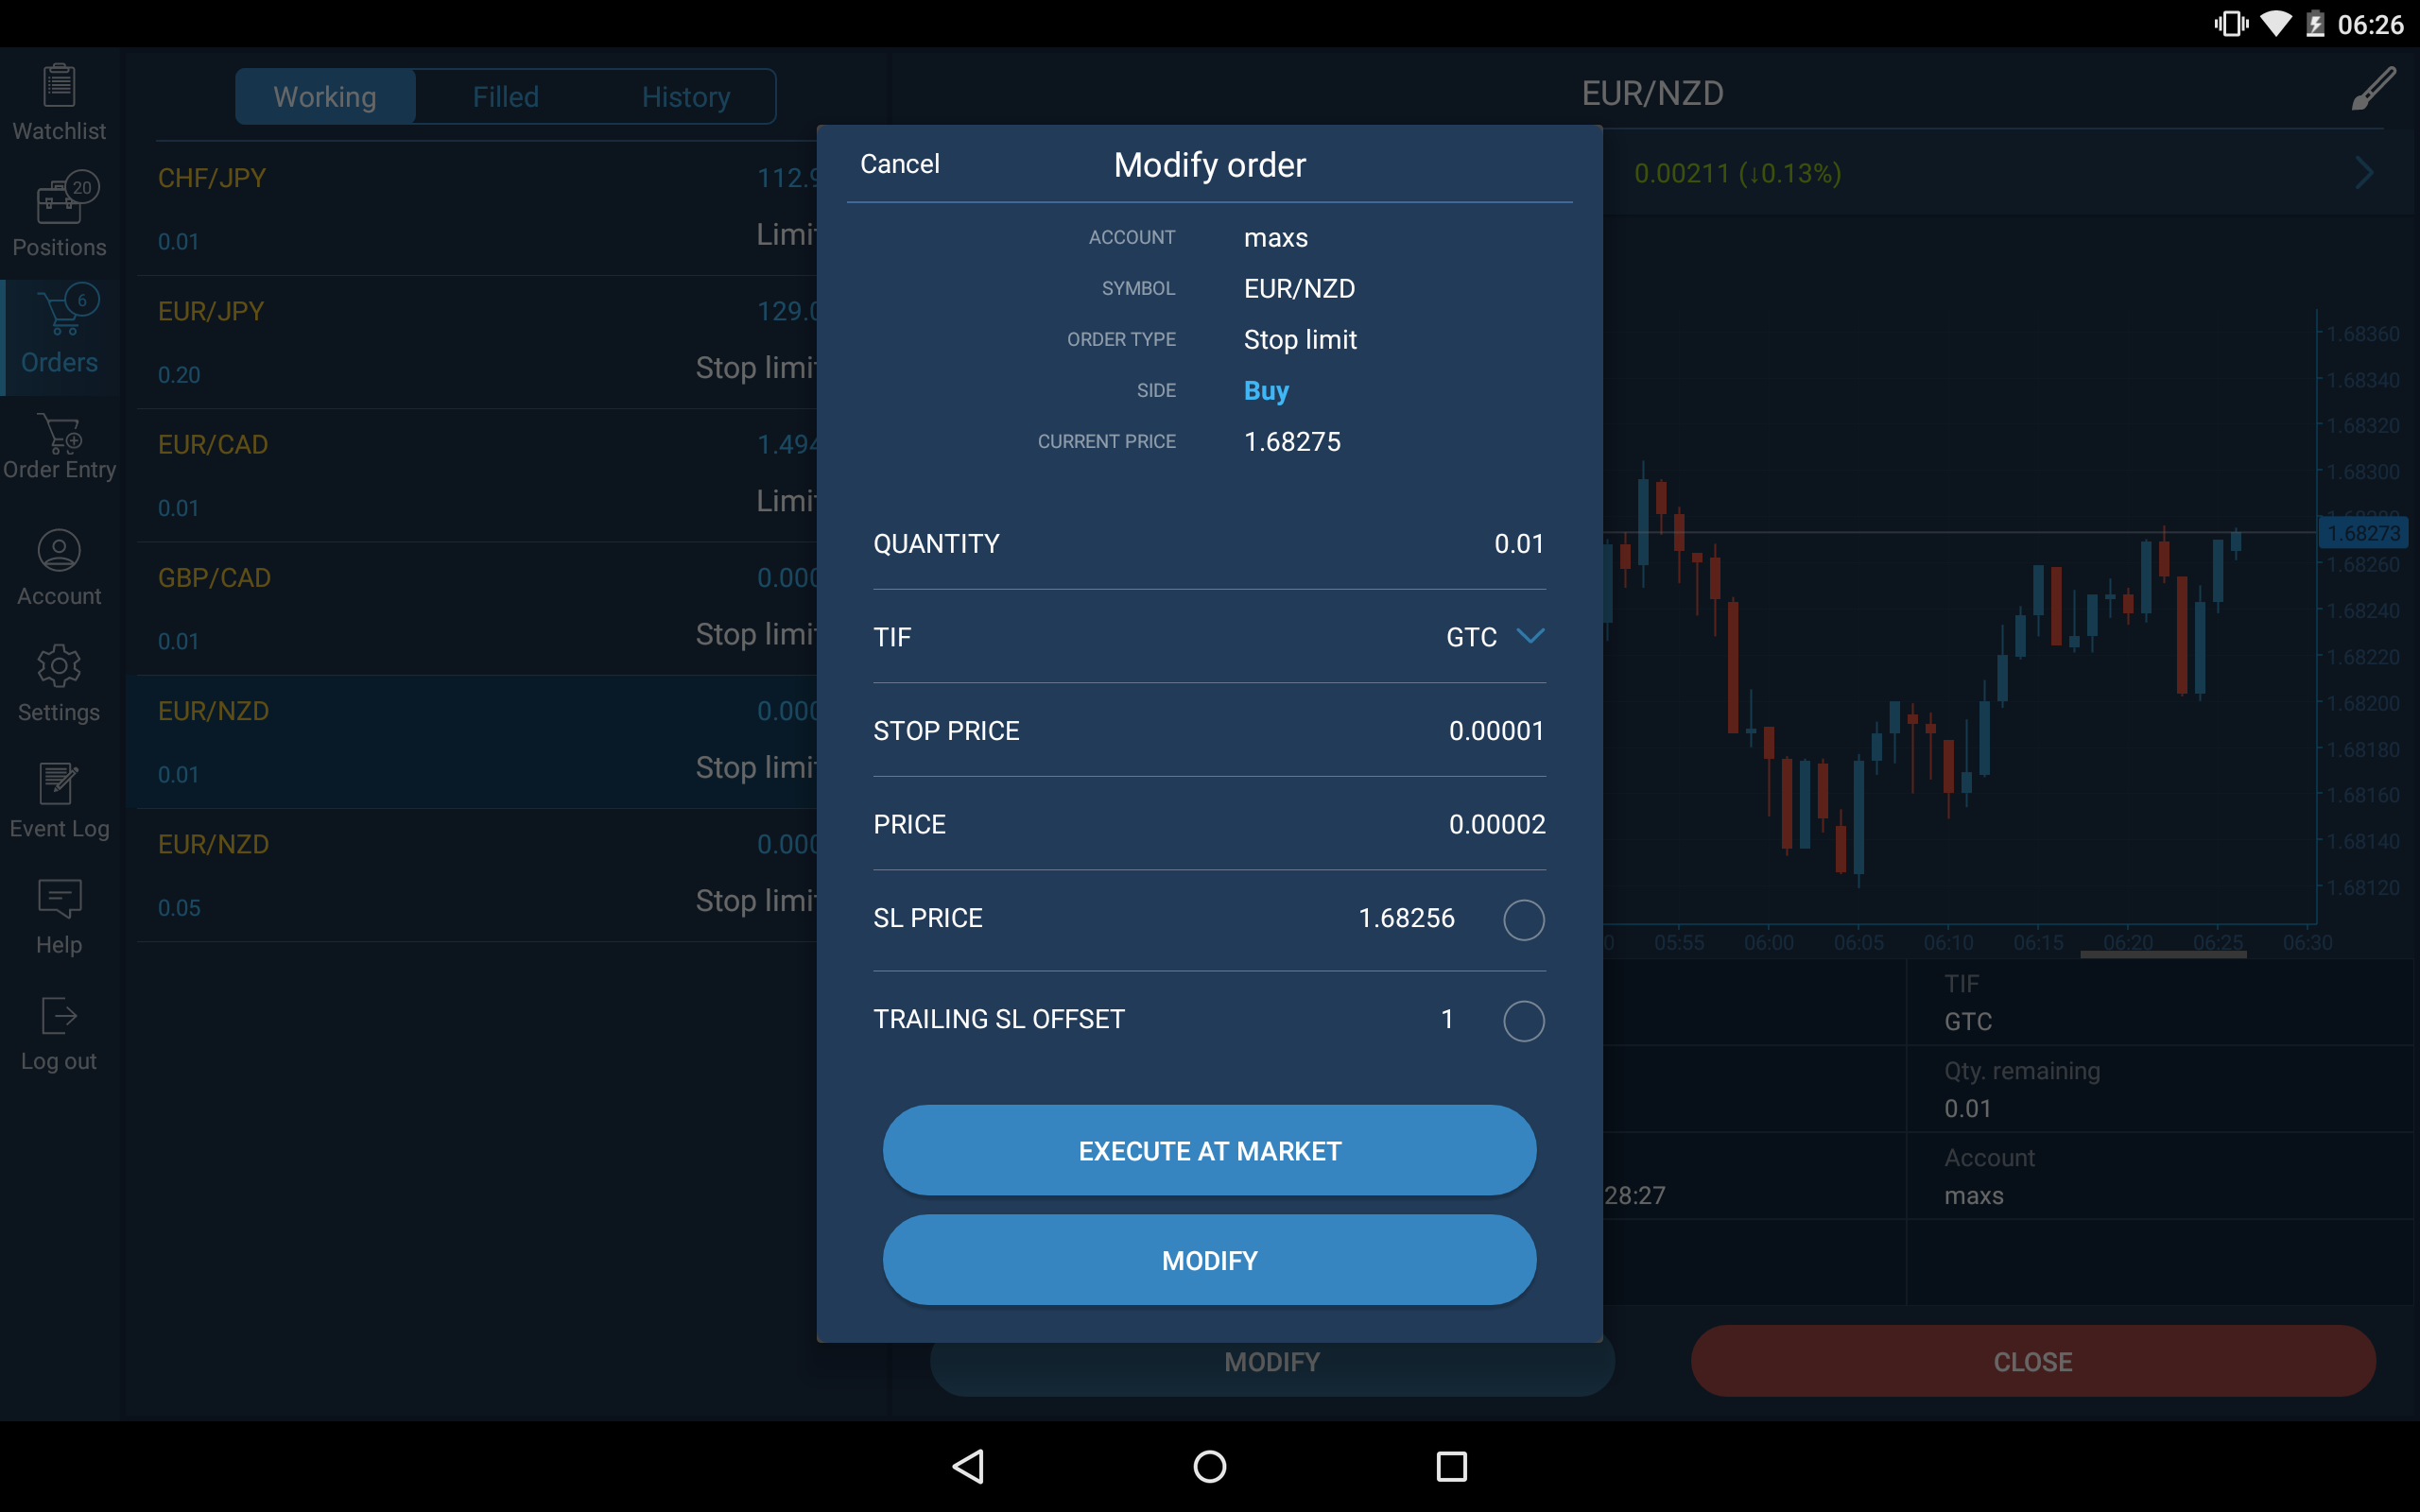 06:26
Watchlist
20
Positions
6
Orders
Order Entry
Account
Settings
Event Log
Help
Log out
Working Filled History
CHF/JPY 112.9
0.01 Limit
EUR/JPY 129.0
0.20 Stop limit
EUR/CAD 1.494
0.01 Limit
GBP/CAD 0.000
0.01 Stop limit
EUR/NZD 0.000
0.01 Stop limit
EUR/NZD 0.000
0.05 Stop limit
Cancel Modify order
ACCOUNT maxs
SYMBOL EUR/NZD
ORDER TYPE Stop limit
SIDE Buy
CURRENT PRICE 1.68275
QUANTITY 0.01
TIF GTC
STOP PRICE 0.00001
PRICE 0.00002
SL PRICE 1.68256
TRAILING SL OFFSET 1
EXECUTE AT MARKET
MODIFY
EUR/NZD
0.00211 (↓0.13%)
1.68360
1.68340
1.68320
1.68300
1.68273
1.68260
1.68240
1.68220
1.68200
1.68180
1.68160
1.68140
1.68120
0 05:55 06:00 06:05 06:10 06:15 06:20 06:25 06:30
TIF
GTC
Qty. remaining
0.01
Account
28:27 maxs
MODIFY CLOSE